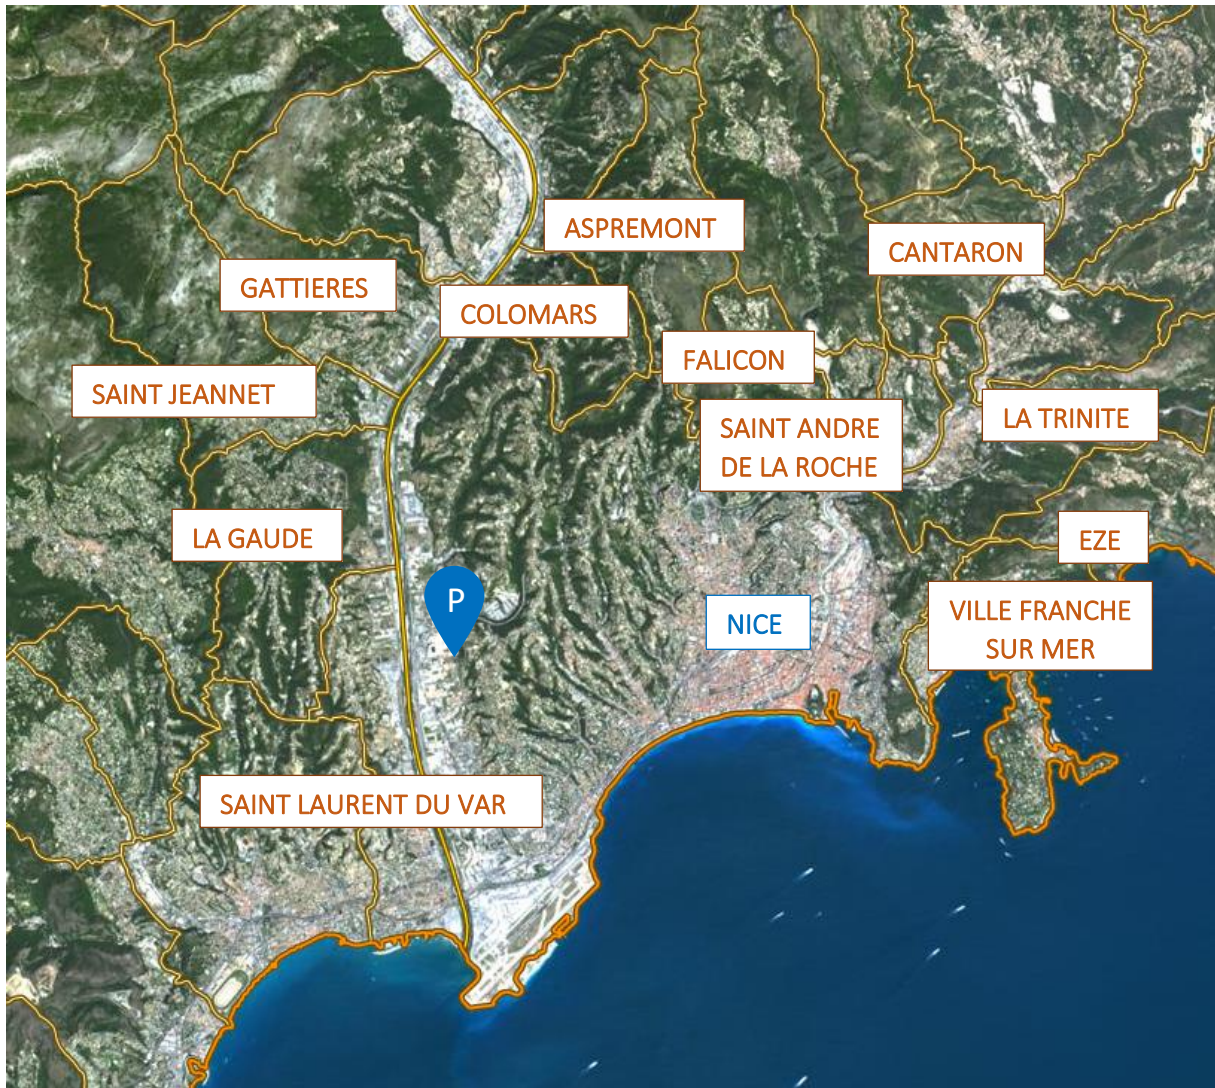 ASPREMONT
CANTARON
GATTIERES
COLOMARS
FALICON
SAINT JEANNET
LA TRINITE
SAINT ANDRE
DE LA ROCHE
LA GAUDE
EZE
P
NICE
VILLE FRANCHE
SUR MER
SAINT LAURENT DU VAR